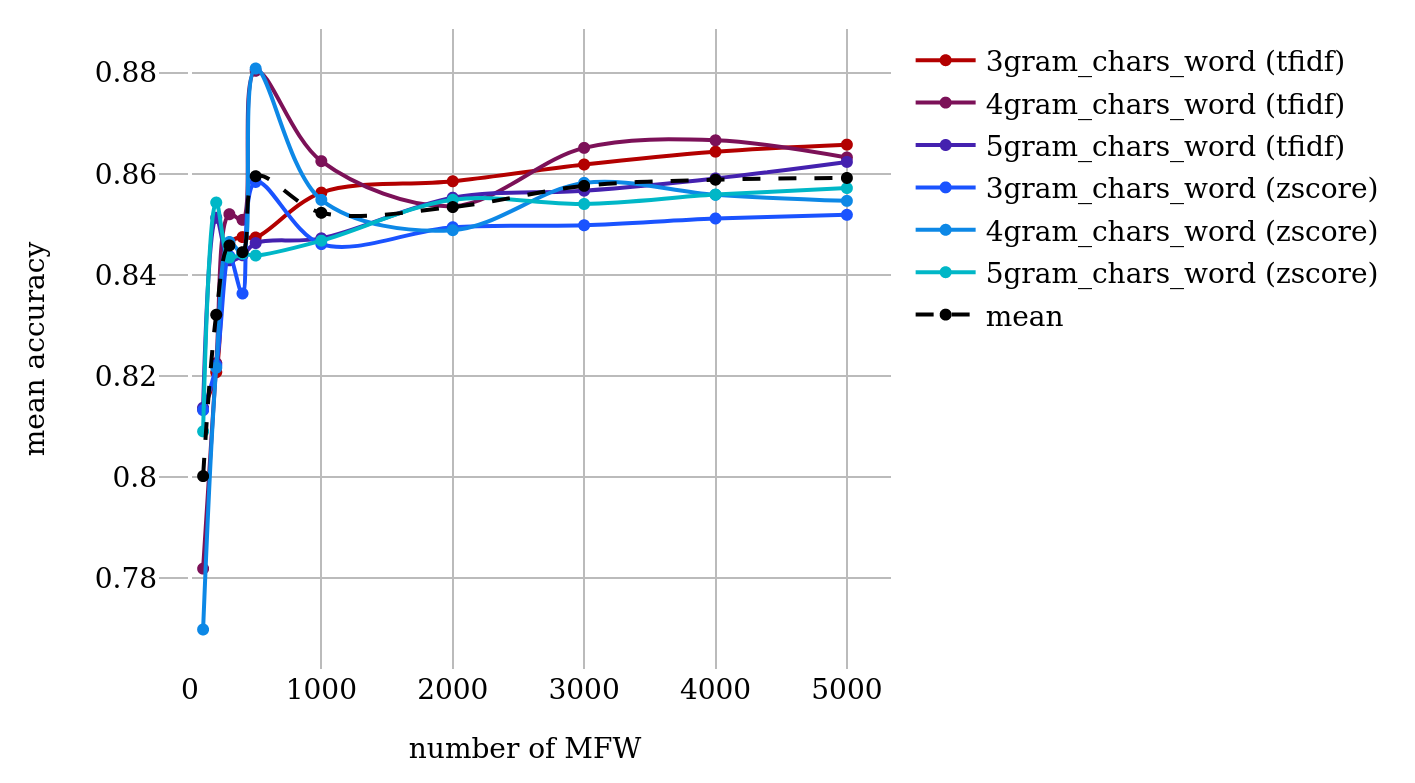 mean accuracy
0.88
0.86
0.84
0.82
0.8
0.78
0
1000
2000
3000
4000
5000
number of MFW
3gram_chars_word (tfidf)
4gram_chars_word (tfidf)
5gram_chars_word (tfidf)
3gram_chars_word (zscore)
4gram_chars_word (zscore)
5gram_chars_word (zscore)
mean